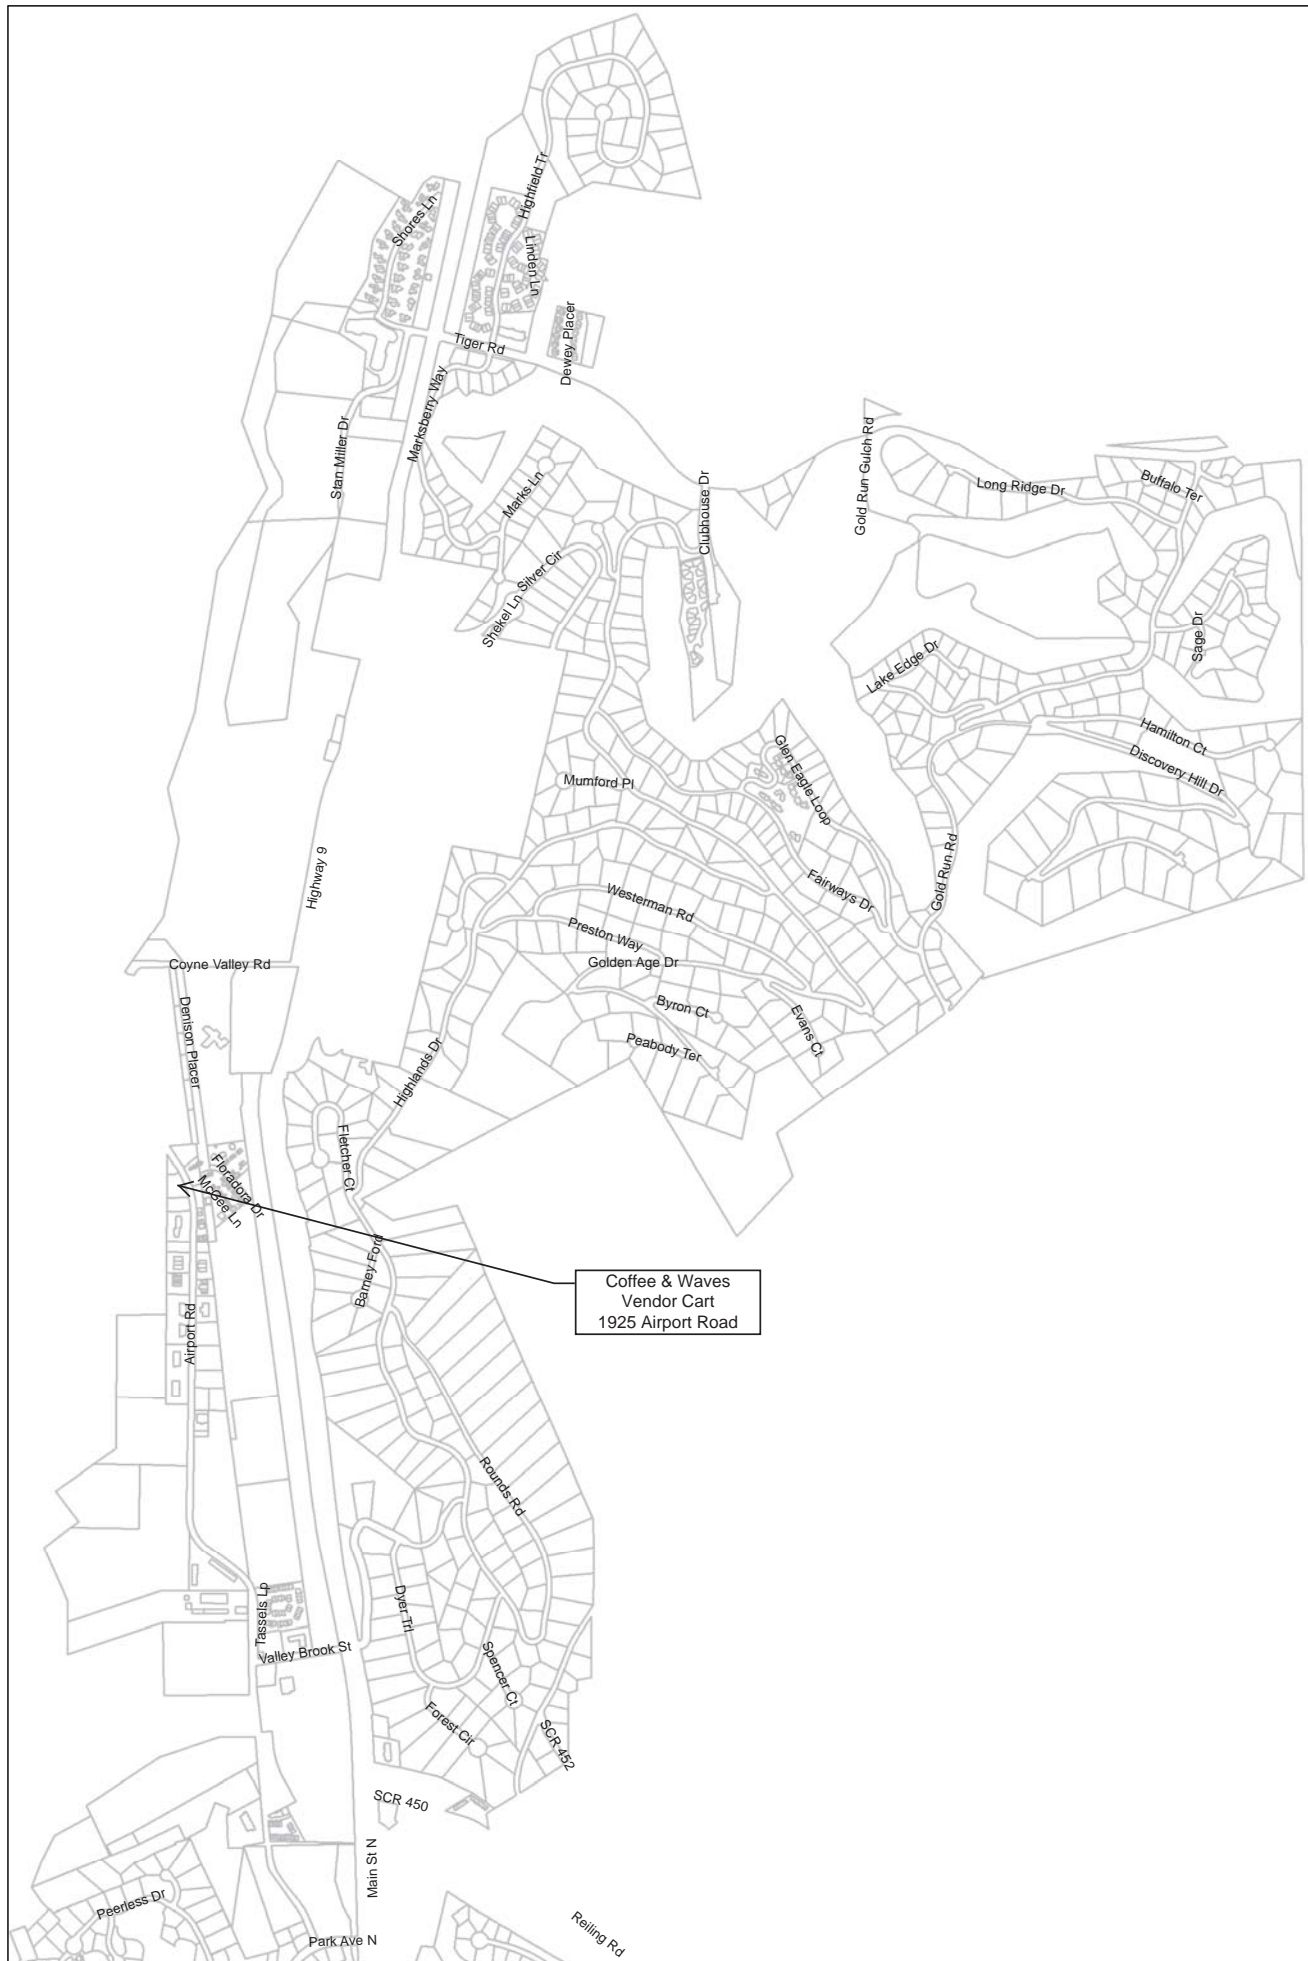 Highfield Tr
Shores Ln
Linden Ln
Dewey Placer
Tiger Rd
Marksberry Way
Stan Miller Dr
Marks Ln
Clubhouse Dr
Gold Run Gulch Rd
Long Ridge Dr
Buffalo Ter
Silver Cir
Shekel Ln
Sage Dr
Lake Edge Dr
Hamilton Ct
Discovery Hill Dr
Glen Eagle Loop
Mumford Pl
Highway 9
Gold Run Rd
Fairways Dr
Westerman Rd
Preston Way
Golden Age Dr
Coyne Valley Rd
Byron Ct
Evans Ct
Denison Placer
Peabody Ter
Highlands Dr
Fletcher Ct
Floradora Dr
McGee Ln
Barney Ford
Coffee & Waves
Vendor Cart
1925 Airport Road
Airport Rd
Rounds Rd
Dyer Trl
Tassels Lp
Valley Brook St
Spencer Ct
Forest Cir
SCR 452
SCR 450
Main St N
Peerless Dr
Park Ave N
Reiling Rd